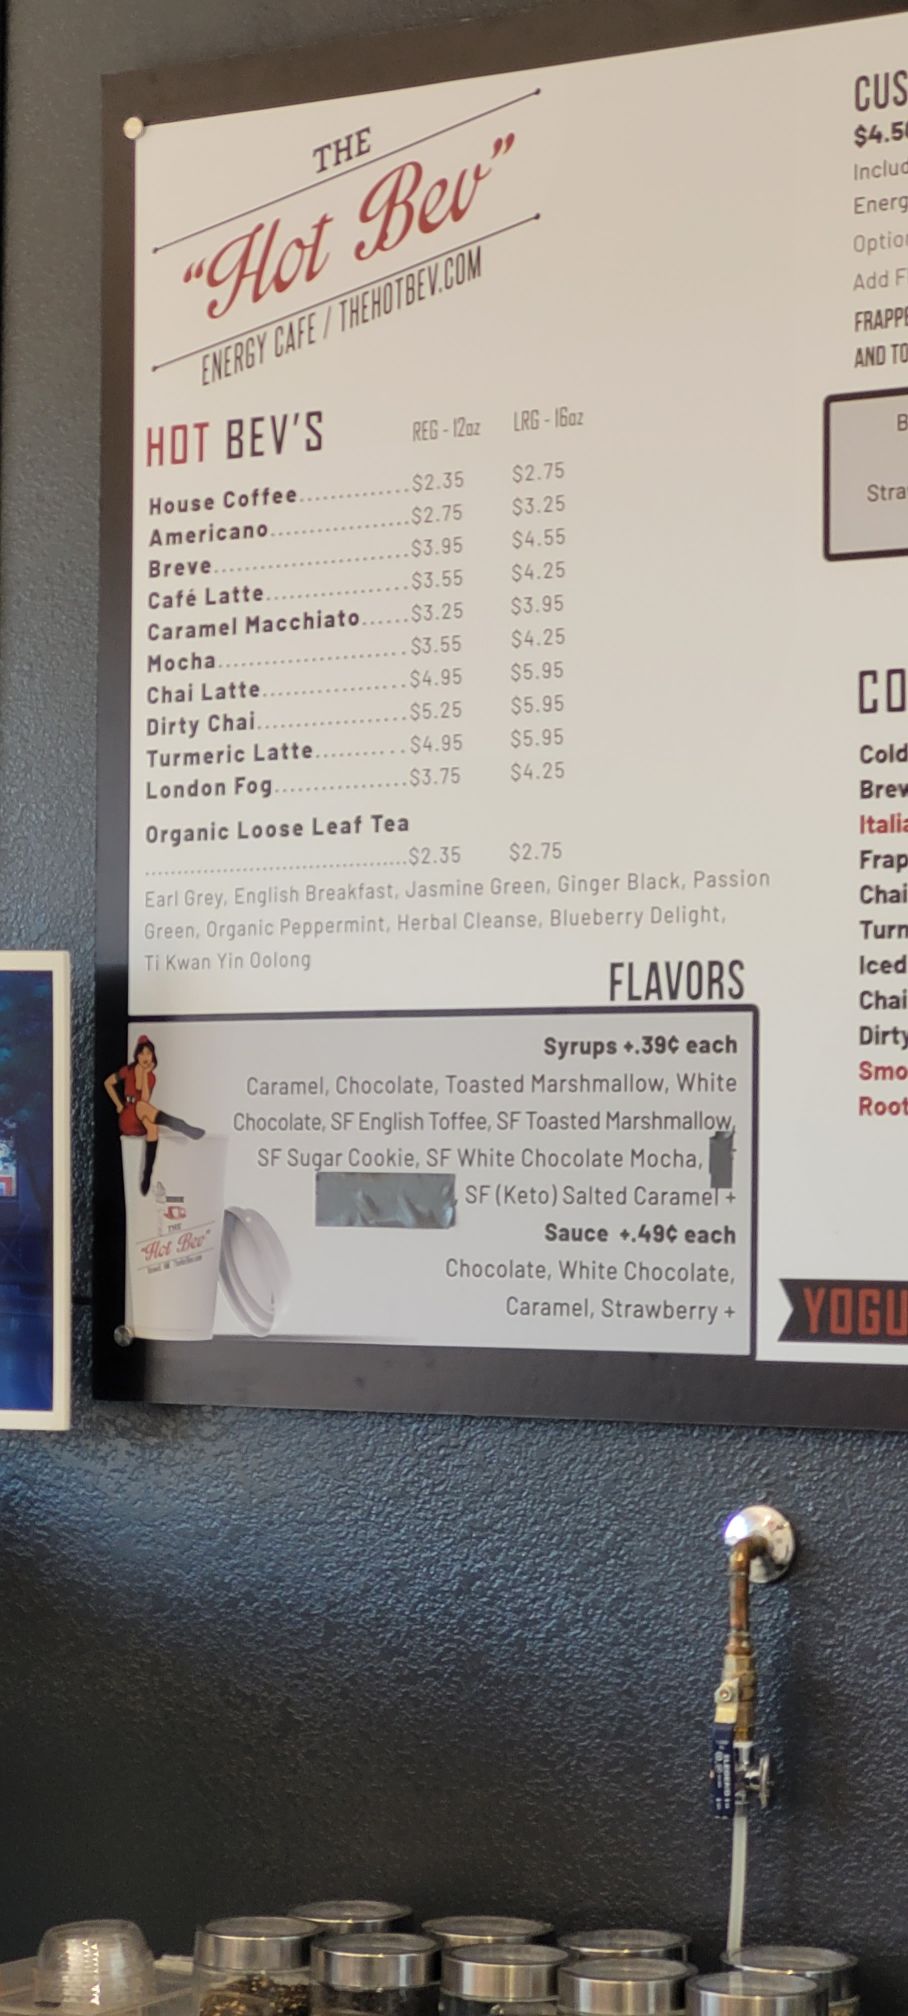 THE
"Hot Bev"
ENERGY CAFE / THEHOTBEV.COM
HOT BEV'S REG - 12oz LRG - 16oz
House Coffee..............$2.35 $2.75
Americano..................$2.75 $3.25
Breve..........................$3.95 $4.55
Café Latte...................$3.55 $4.25
Caramel Macchiato......$3.25 $3.95
Mocha.........................$3.55 $4.25
Chai Latte...................$4.95 $5.95
Dirty Chai....................$5.25 $5.95
Turmeric Latte............$4.95 $5.95
London Fog.................$3.75 $4.25
Organic Loose Leaf Tea
...................................$2.35 $2.75
Earl Grey, English Breakfast, Jasmine Green, Ginger Black, Passion
Green, Organic Peppermint, Herbal Cleanse, Blueberry Delight,
Ti Kwan Yin Oolong
FLAVORS
Syrups +.39¢ each
Caramel, Chocolate, Toasted Marshmallow, White
Chocolate, SF English Toffee, SF Toasted Marshmallow,
SF Sugar Cookie, SF White Chocolate Mocha,
SF (Keto) Salted Caramel +
Sauce +.49¢ each
Chocolate, White Chocolate,
Caramel, Strawberry +
THE
"Hot Bev"
CUS
$4.5
Includ
Energ
Optio
Add F
FRAPP
AND TO
B
Stra
CO
Cold
Brew
Itali
Frap
Chai
Turn
Iced
Chai
Dirty
Smo
Root
YOGU